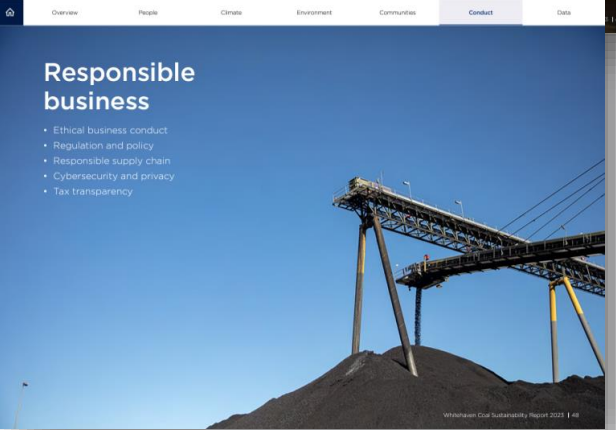 Overview People Climate Environment Communities Conduct Data
Responsible
business
• Ethical business conduct
• Regulation and policy
• Responsible supply chain
• Cybersecurity and privacy
• Tax transparency
Whitehaven Coal Sustainability Report 2023 | 48